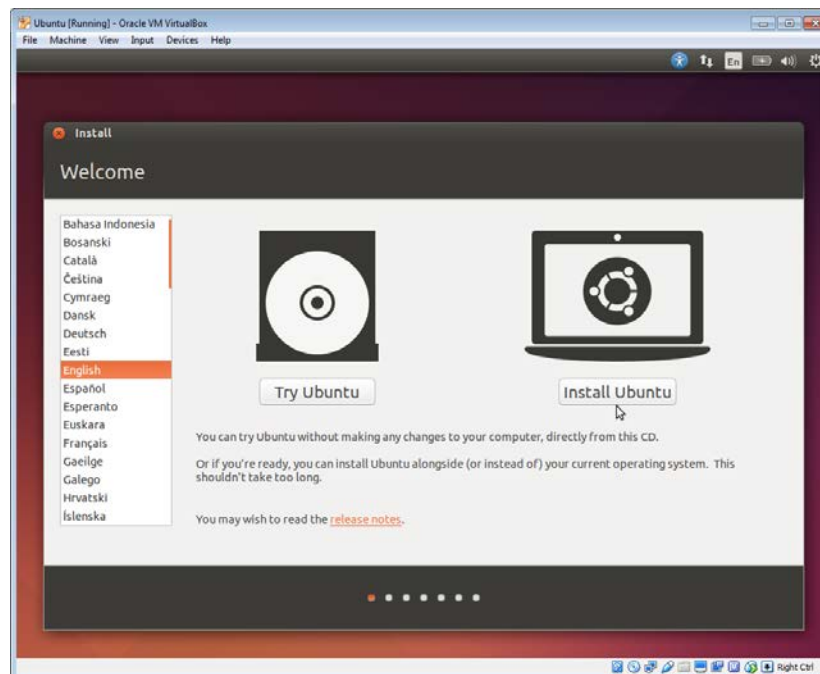 Ubuntu [Running] - Oracle VM VirtualBox
File Machine View Input Devices Help
En
Install
Welcome
Bahasa Indonesia
Bosanski
Català
Čeština
Cymraeg
Dansk
Deutsch
Eesti
English
Español
Esperanto
Euskara
Français
Gaeilge
Galego
Hrvatski
Íslenska
Try Ubuntu
Install Ubuntu
You can try Ubuntu without making any changes to your computer, directly from this CD.
Or if you're ready, you can install Ubuntu alongside (or instead of) your current operating system. This
shouldn't take too long.
You may wish to read the release notes.
Right Ctrl